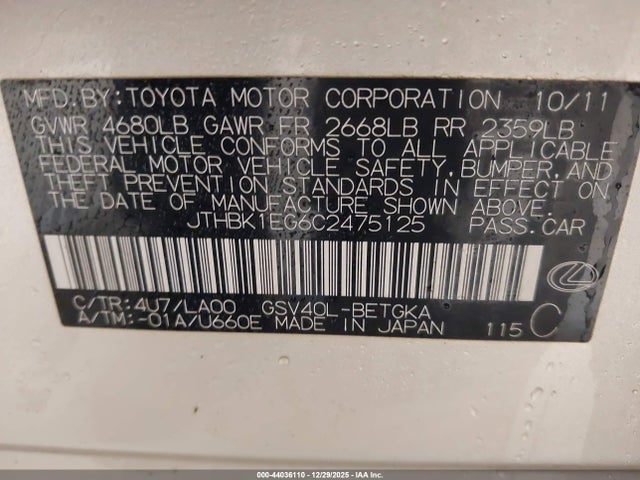 MFD.BY:TOYOTA MOTOR CORPORATION 10/11
GVWR 4680LB GAWR FR 2668LB RR 2359LB
THIS VEHICLE CONFORMS TO ALL APPLICABLE
FEDERAL MOTOR VEHICLE SAFETY,BUMPER,AND
THEFT PREVENTION STANDARDS IN EFFECT ON
THE DATE OF MANUFACTURE SHOWN ABOVE.
JTHBK1EG6C2475125 PASS.CAR
C/TR:4U7/LA00 GSV40L-BETGKA
A/TM:-01A/U660E MADE IN JAPAN 115 C
000-44036110 - 12/29/2025 - IAA Inc.